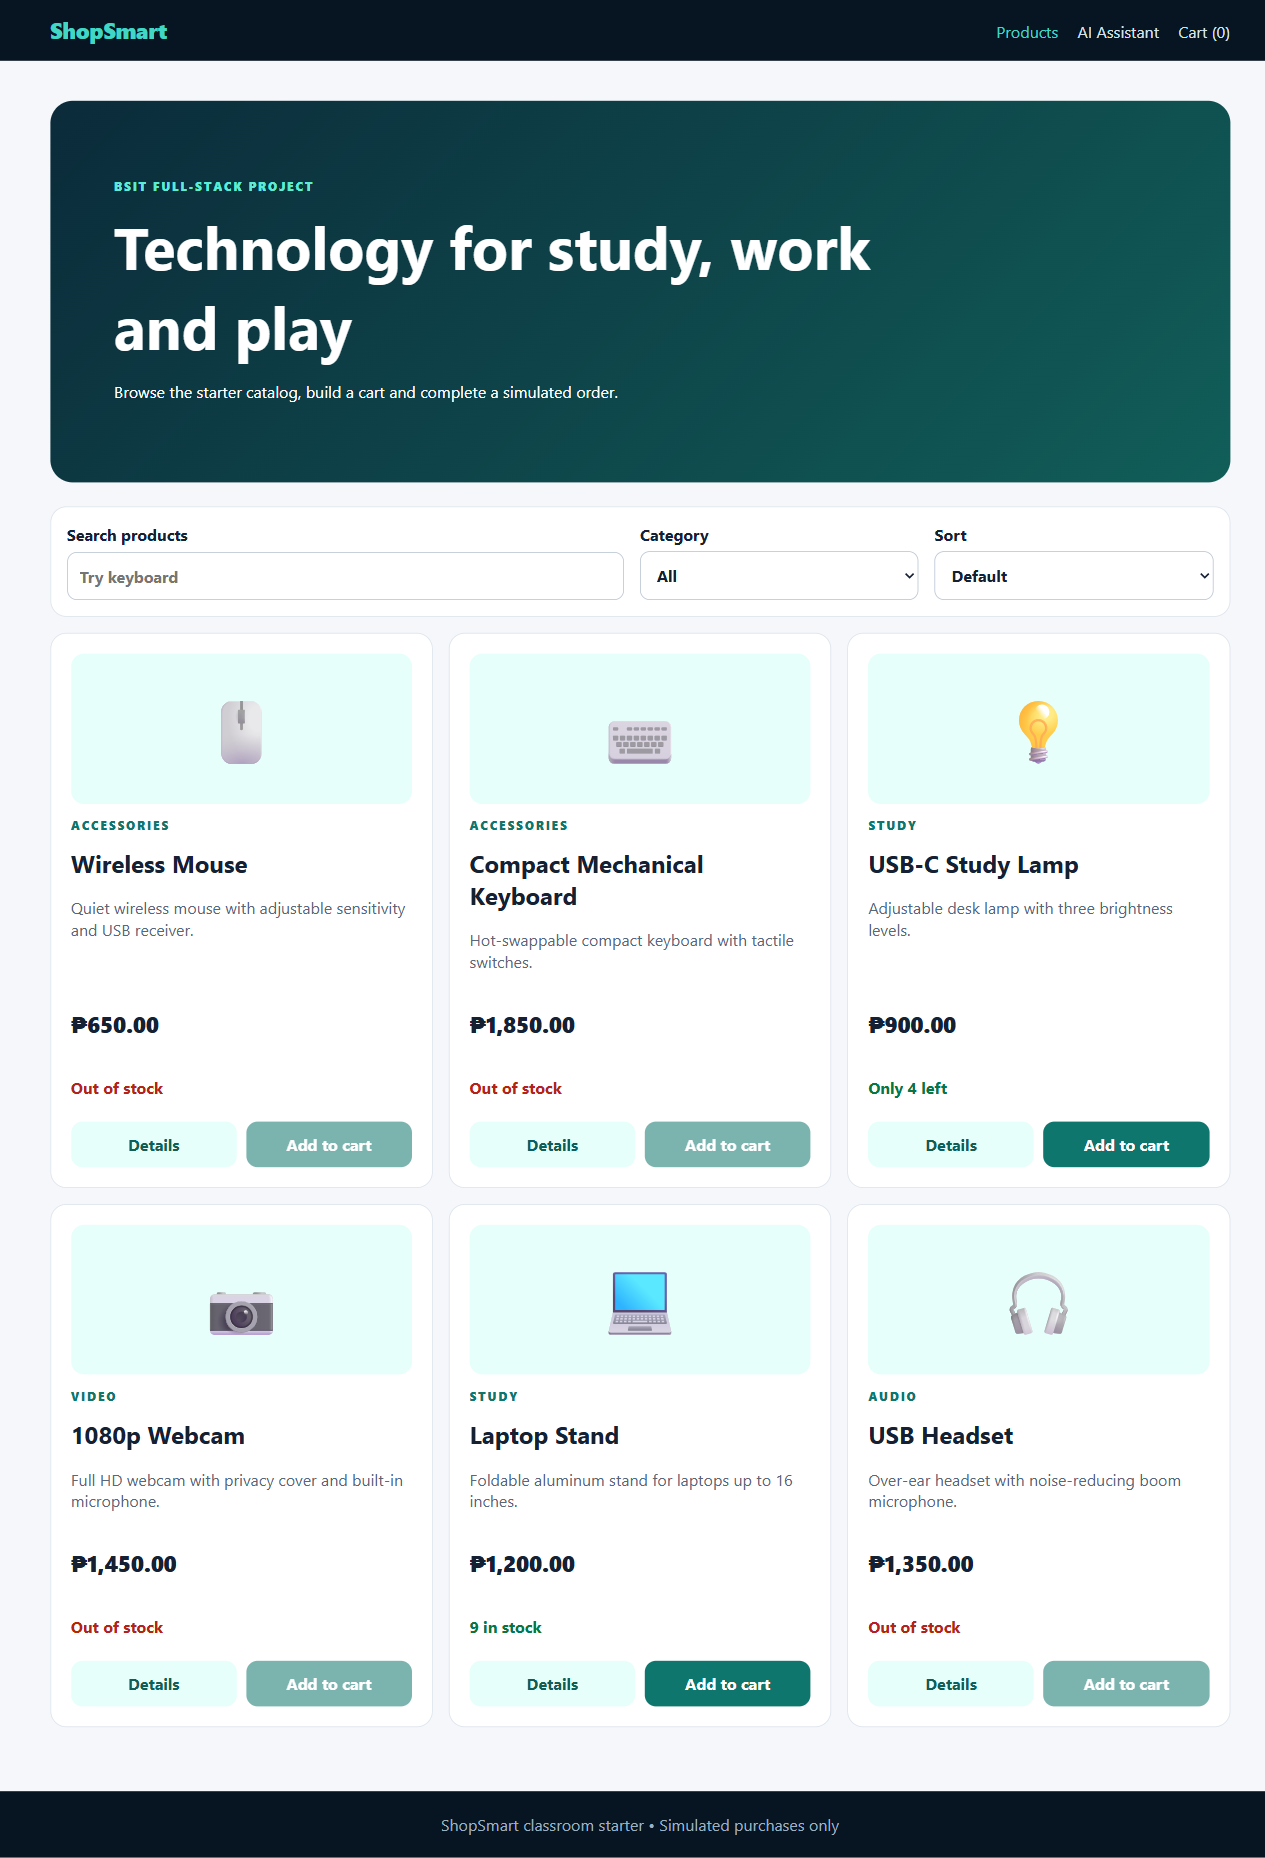 ShopSmart
Products AI Assistant Cart (0)
BSIT FULL-STACK PROJECT
Technology for study, work
and play
Browse the starter catalog, build a cart and complete a simulated order.
Search products
Try keyboard
Category
All
Sort
Default
ACCESSORIES
Wireless Mouse
Quiet wireless mouse with adjustable sensitivity
and USB receiver.
₱650.00
Out of stock
Details Add to cart
ACCESSORIES
Compact Mechanical
Keyboard
Hot-swappable compact keyboard with tactile
switches.
₱1,850.00
Out of stock
Details Add to cart
STUDY
USB-C Study Lamp
Adjustable desk lamp with three brightness
levels.
₱900.00
Only 4 left
Details Add to cart
VIDEO
1080p Webcam
Full HD webcam with privacy cover and built-in
microphone.
₱1,450.00
Out of stock
Details Add to cart
STUDY
Laptop Stand
Foldable aluminum stand for laptops up to 16
inches.
₱1,200.00
9 in stock
Details Add to cart
AUDIO
USB Headset
Over-ear headset with noise-reducing boom
microphone.
₱1,350.00
Out of stock
Details Add to cart
ShopSmart classroom starter • Simulated purchases only